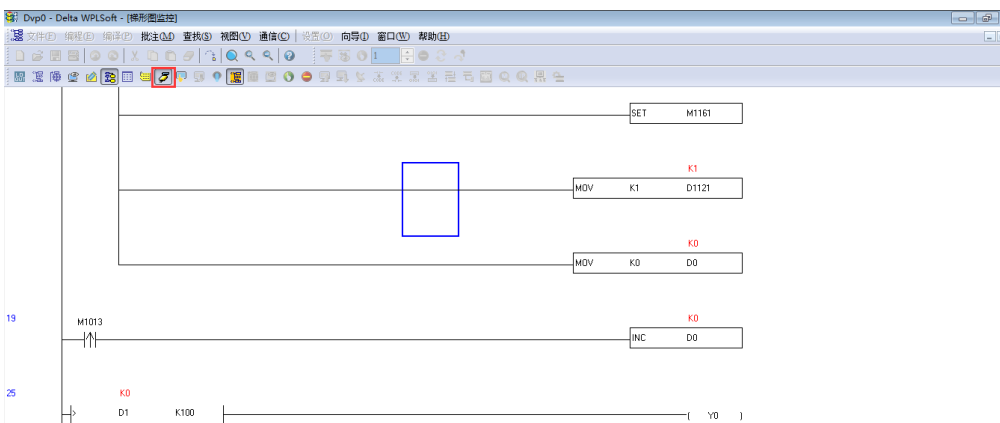 Dvp0 - Delta WPLSoft - [梯形图监控]
文件(F) 编程(E) 编译(P) 批注(M) 查找(S) 视图(V) 通信(C) 设置(O) 向导(I) 窗口(W) 帮助(H)
1
SET M1161
K1
MOV K1 D1121
K0
MOV K0 D0
19
M1013
K0
INC D0
25
K0
D1 K100
( Y0 )